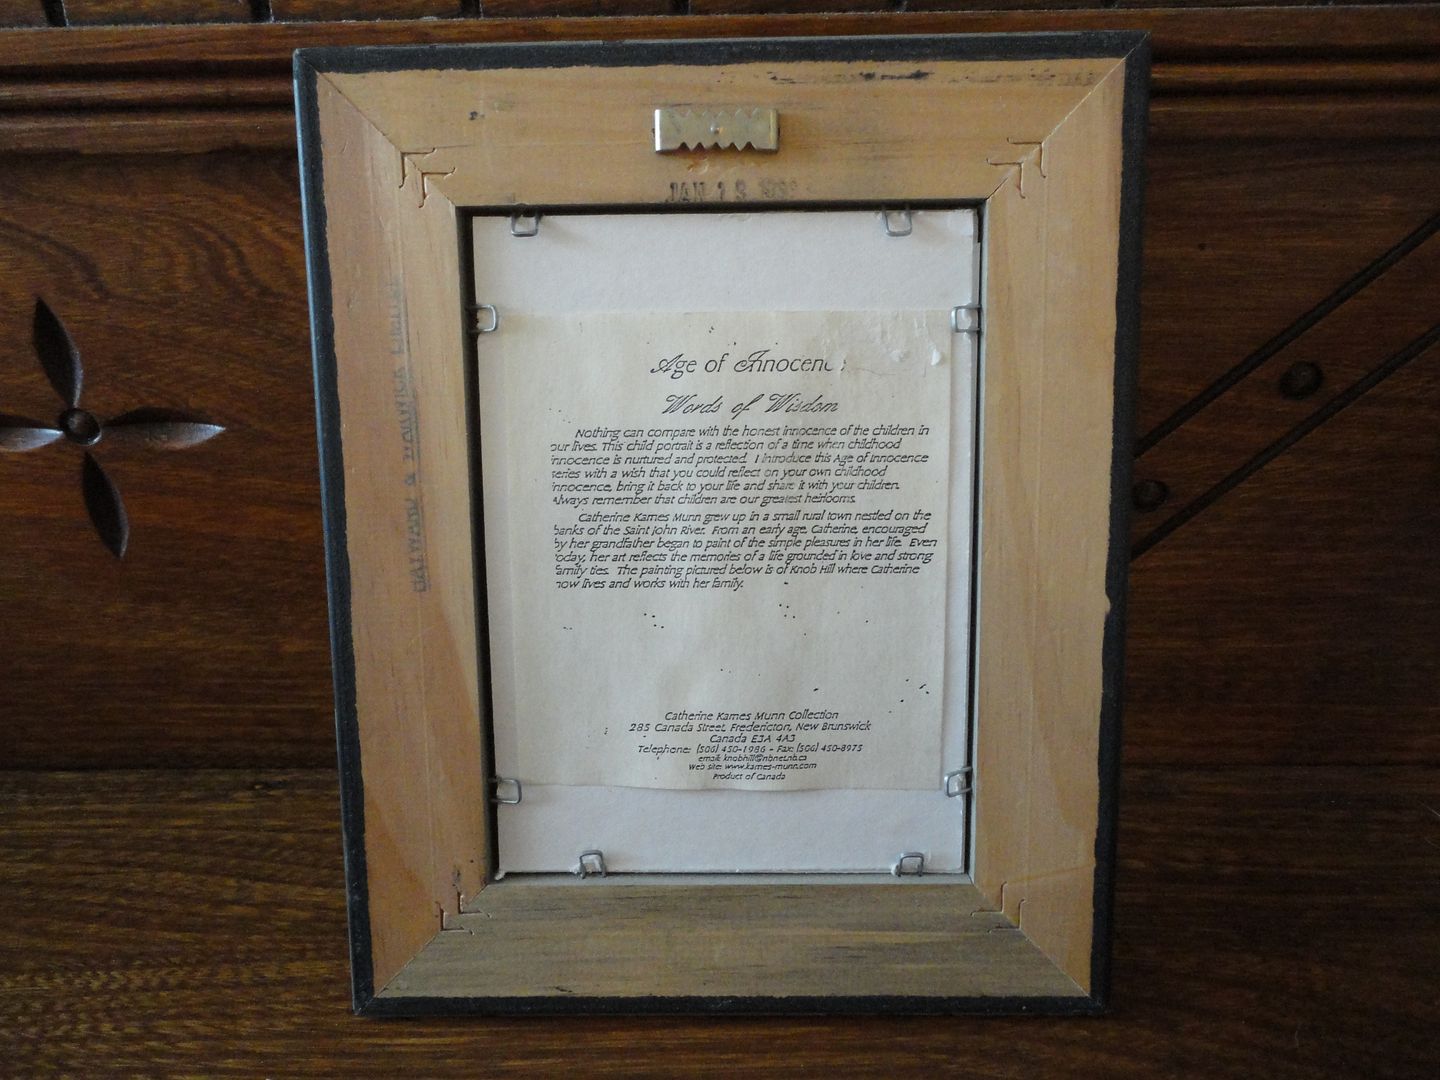 JAN 18
Age of Innocenc
Words of Wisdom
Nothing can compare with the honest innocence of the children in
our lives. This child portrait is a reflection of a time when childhood
innocence is nurtured and protected. I introduce this Age of Innocence
series with a wish that you could reflect on your own childhood
innocence, bring it back to your life and share it with your children.
Always remember that children are our greatest heirlooms.
Catherine Karnes Munn grew up in a small rural town nestled on the
banks of the Saint John River. From an early age, Catherine, encouraged
by her grandfather began to paint of the simple pleasures in her life. Even
today, her art reflects the memories of a life grounded in love and strong
family ties. The painting pictured below is of Knob Hill where Catherine
now lives and works with her family.
Catherine Karnes Munn Collection
285 Canada Street, Fredericton, New Brunswick
Canada E3A 4A3
Telephone: (506) 450-1986 - Fax: (506) 450-8975
email: knobhill@nbnet.nb.ca
Web site: www.karnes-munn.com
Product of Canada